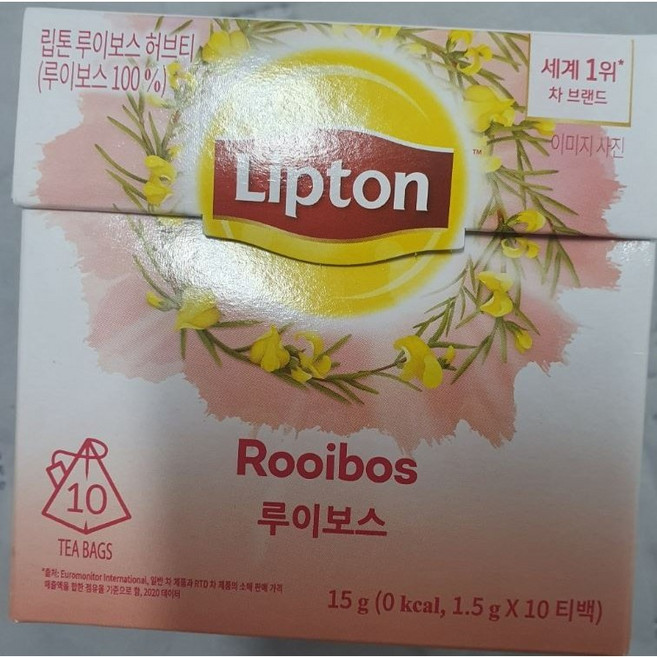 립톤 루이보스 허브티
(루이보스 100%)
세계 1위*
차 브랜드
이미지 사진
Lipton
TM
Rooibos
루이보스
10
TEA BAGS
*출처: Euromonitor International, 일반 차 제품과 RTD 차 제품의 소매 판매 가격
매출액을 합한 점유율 기준으로 함, 2020 데이터
15 g (0 kcal, 1.5 g X 10 티백)